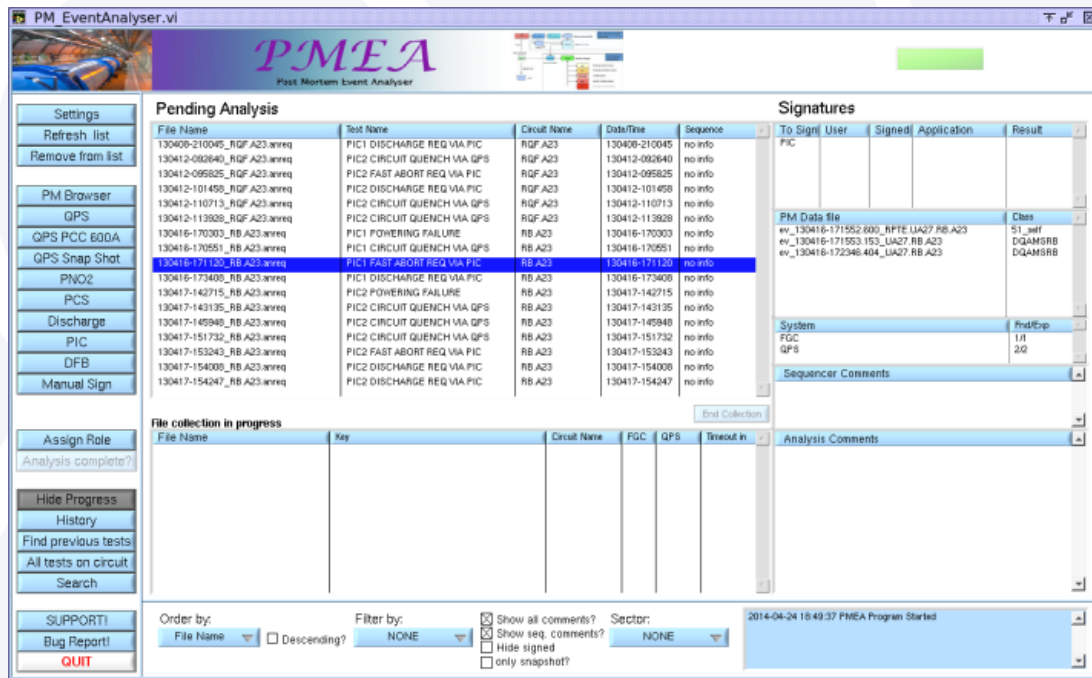 PM_EventAnalyser.vi
PMEA
Post Mortem Event Analyser
Settings
Refresh list
Remove from list
PM Browser
QPS
QPS PCC 600A
QPS Snap Shot
PNO2
PCS
Discharge
PIC
DFB
Manual Sign
Assign Role
Analysis complete?
Hide Progress
History
Find previous tests
All tests on circuit
Search
SUPPORT!
Bug Report!
QUIT
Pending Analysis
File Name Test Name Circuit Name Date/Time Sequence
130408-210045_RQF.A23.anreq PIC1 DISCHARGE REQ VIA PIC RQF.A23 130408-210045 no info
130412-092640_RQF.A23.anreq PIC2 CIRCUIT QUENCH VIA QPS RQF.A23 130412-092640 no info
130412-095825_RQF.A23.anreq PIC2 FAST ABORT REQ VIA PIC RQF.A23 130412-095825 no info
130412-101458_RQF.A23.anreq PIC2 DISCHARGE REQ VIA PIC RQF.A23 130412-101458 no info
130412-110713_RQF.A23.anreq PIC2 CIRCUIT QUENCH VIA QPS RQF.A23 130412-110713 no info
130412-113928_RQF.A23.anreq PIC2 CIRCUIT QUENCH VIA QPS RQF.A23 130412-113928 no info
130416-170303_RB.A23.anreq PIC1 POWERING FAILURE RB.A23 130416-170303 no info
130416-170551_RB.A23.anreq PIC1 CIRCUIT QUENCH VIA QPS RB.A23 130416-170551 no info
130416-171120_RB.A23.anreq PIC1 FAST ABORT REQ VIA PIC RB.A23 130416-171120 no info
130416-173408_RB.A23.anreq PIC1 DISCHARGE REQ VIA PIC RB.A23 130416-173408 no info
130417-142715_RB.A23.anreq PIC2 POWERING FAILURE RB.A23 130417-142715 no info
130417-143135_RB.A23.anreq PIC2 CIRCUIT QUENCH VIA QPS RB.A23 130417-143135 no info
130417-145948_RB.A23.anreq PIC2 CIRCUIT QUENCH VIA QPS RB.A23 130417-145948 no info
130417-151732_RB.A23.anreq PIC2 CIRCUIT QUENCH VIA QPS RB.A23 130417-151732 no info
130417-153243_RB.A23.anreq PIC2 FAST ABORT REQ VIA PIC RB.A23 130417-153243 no info
130417-154008_RB.A23.anreq PIC2 DISCHARGE REQ VIA PIC RB.A23 130417-154008 no info
130417-154247_RB.A23.anreq PIC2 DISCHARGE REQ VIA PIC RB.A23 130417-154247 no info
End Collection
File collection in progress
File Name Key Circuit Name FGC QPS Timeout in
Signatures
To Sign User Signed Application Result
PIC
PM Data file Class
ev_130416-171552.600_RPTE.UA27.RB.A23 51_self
ev_130416-171553.153_UA27.RB.A23 DQAMSRB
ev_130416-172346.404_UA27.RB.A23 DQAMSRB
System Fnd/Exp
FGC 1/1
QPS 2/2
Sequencer Comments
Analysis Comments
Order by:
File Name
Descending?
Filter by:
NONE
Show all comments?
Show seq. comments?
Hide signed
only snapshot?
Sector:
NONE
2014-04-24 18:49:37 PMEA Program Started